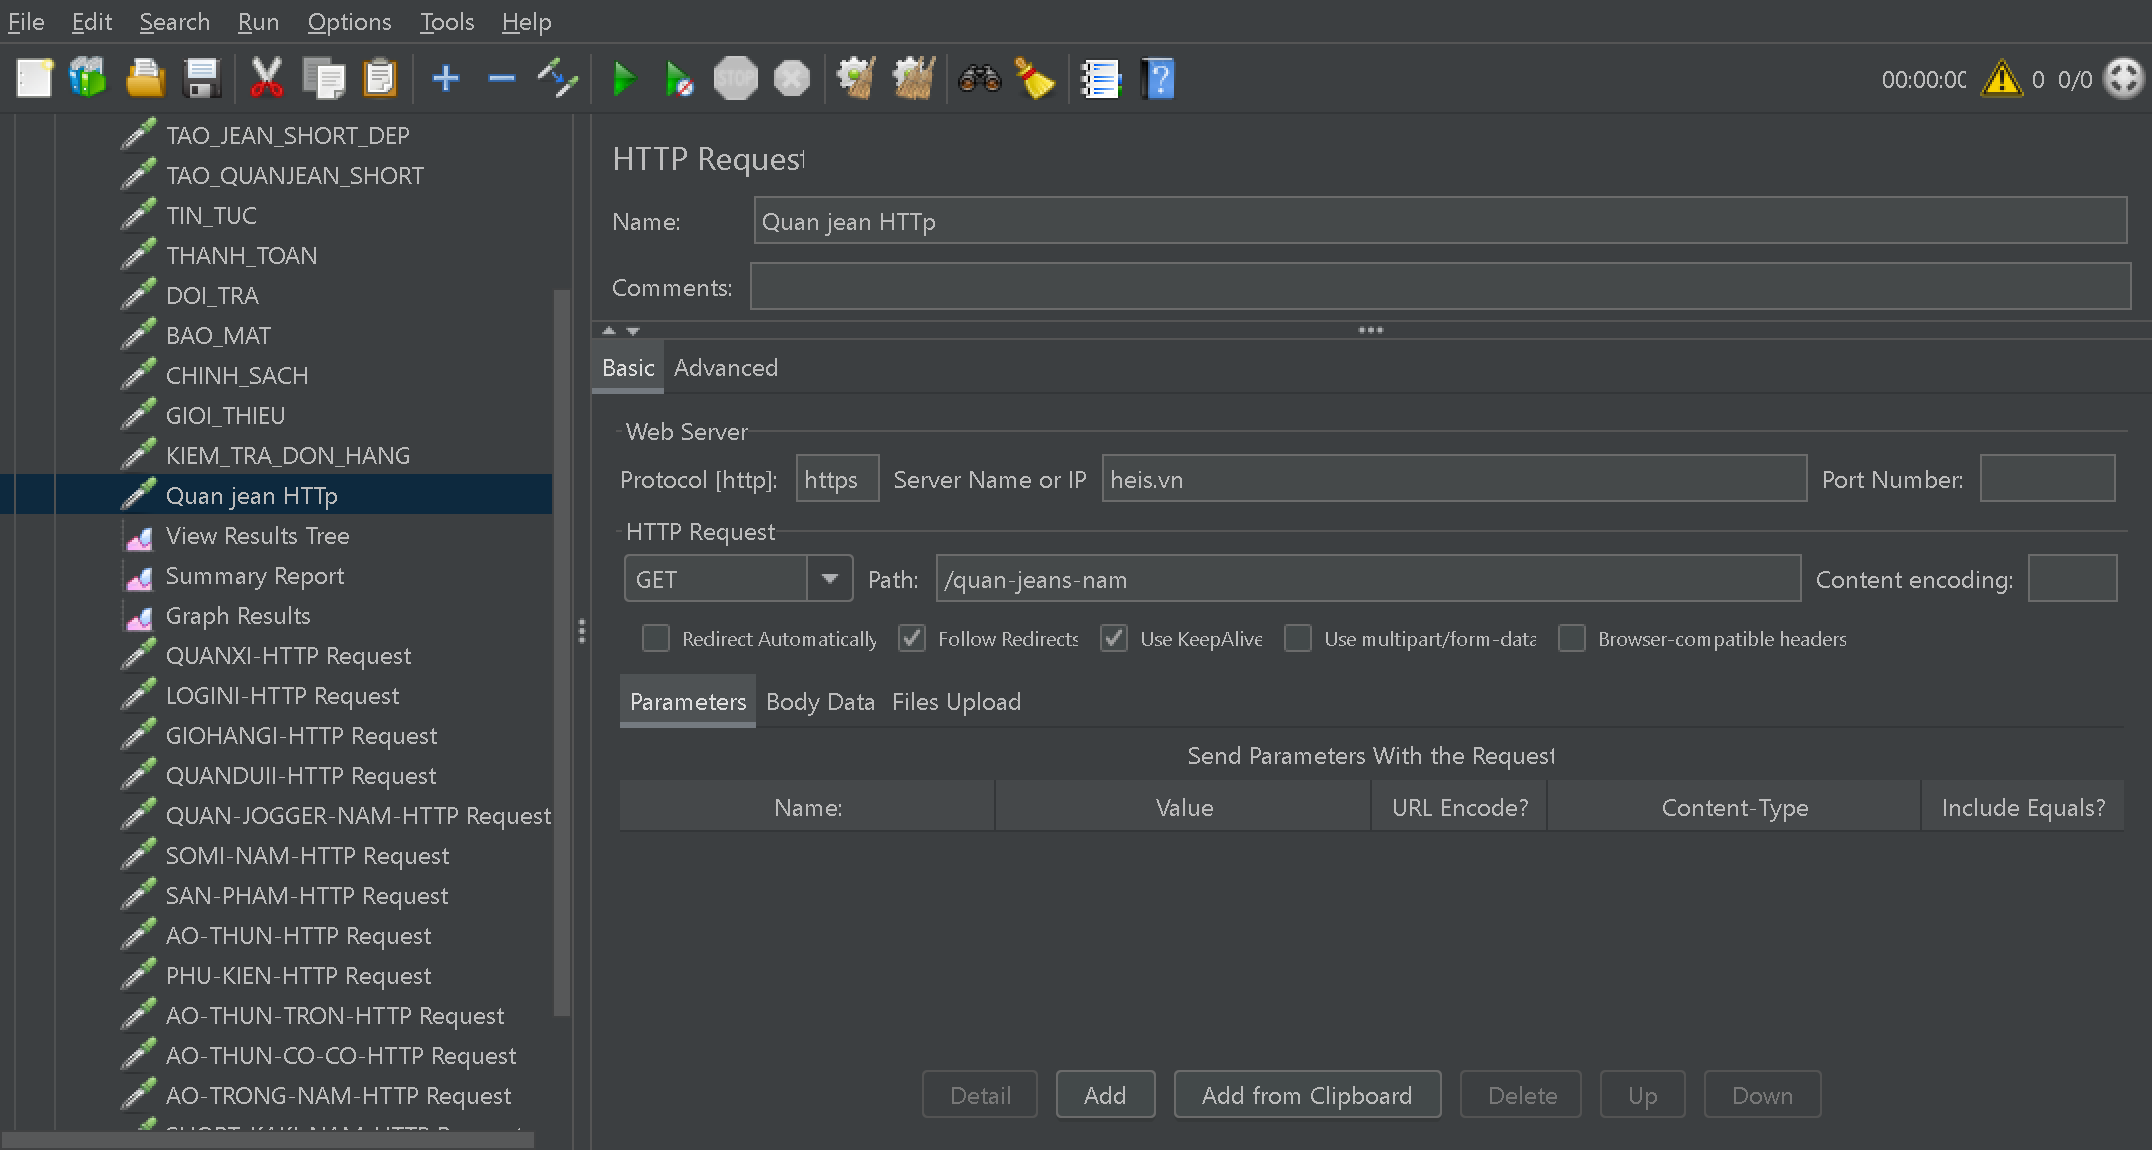 File Edit Search Run Options Tools Help
STOP
00:00:00 0 0/0
TAO_JEAN_SHORT_DEP
TAO_QUANJEAN_SHORT
TIN_TUC
THANH_TOAN
DOI_TRA
BAO_MAT
CHINH_SACH
GIOI_THIEU
KIEM_TRA_DON_HANG
Quan jean HTTp
View Results Tree
Summary Report
Graph Results
QUANXI-HTTP Request
LOGINI-HTTP Request
GIOHANGI-HTTP Request
QUANDUII-HTTP Request
QUAN-JOGGER-NAM-HTTP Request
SOMI-NAM-HTTP Request
SAN-PHAM-HTTP Request
AO-THUN-HTTP Request
PHU-KIEN-HTTP Request
AO-THUN-TRON-HTTP Request
AO-THUN-CO-CO-HTTP Request
AO-TRONG-NAM-HTTP Request
HTTP Request
Name: Quan jean HTTp
Comments:
Basic Advanced
Web Server
Protocol [http]: https Server Name or IP heis.vn Port Number:
HTTP Request
GET Path: /quan-jeans-nam Content encoding:
Redirect Automatically Follow Redirects Use KeepAlive Use multipart/form-data Browser-compatible headers
Parameters Body Data Files Upload
Send Parameters With the Request
Name: Value URL Encode? Content-Type Include Equals?
Detail Add Add from Clipboard Delete Up Down